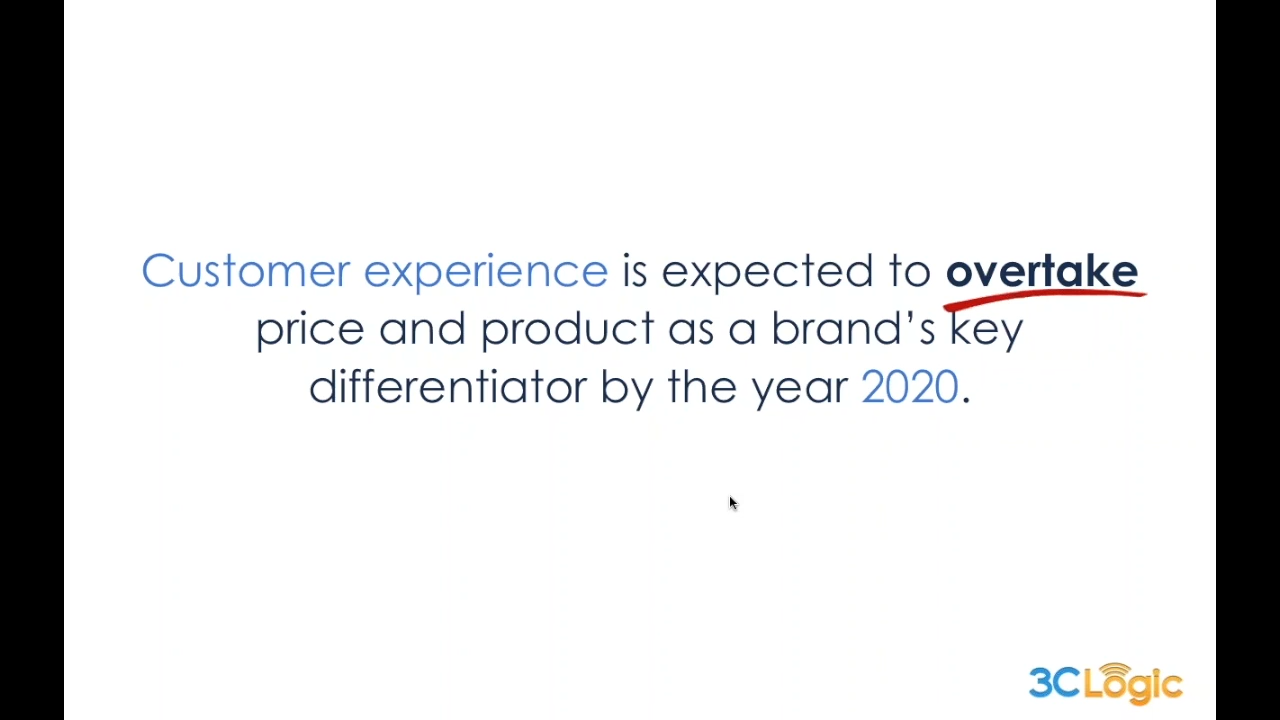 Customer experience is expected to overtake
price and product as a brand’s key
differentiator by the year 2020.
3CLogic